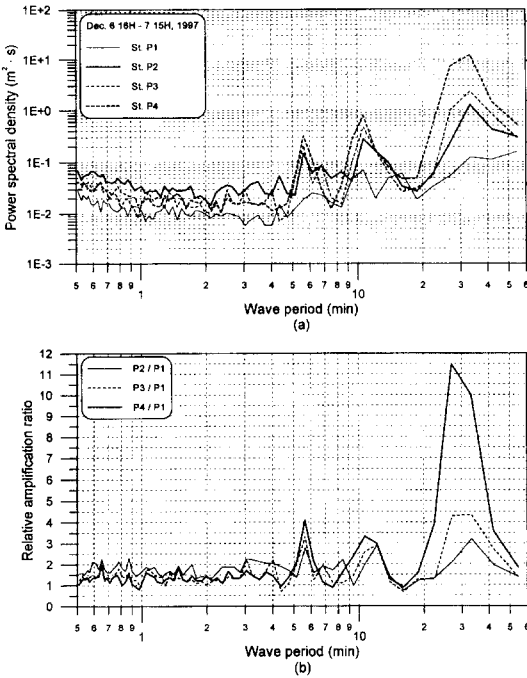 Dec. 6 16H - 7 15H, 1997
St. P1
St. P2
St. P3
St. P4
Power spectral density (m² · s)
1E+2
1E+1
1E+0
1E-1
1E-2
1E-3
5 6 7 8 9 1 2 3 4 5 6 7 8 9 10 2 3 4 5 6
Wave period (min)
(a)
P2 / P1
P3 / P1
P4 / P1
Relative amplification ratio
12
11
10
9
8
7
6
5
4
3
2
1
0
5 6 7 8 9 1 2 3 4 5 6 7 8 9 10 2 3 4 5 6
Wave period (min)
(b)